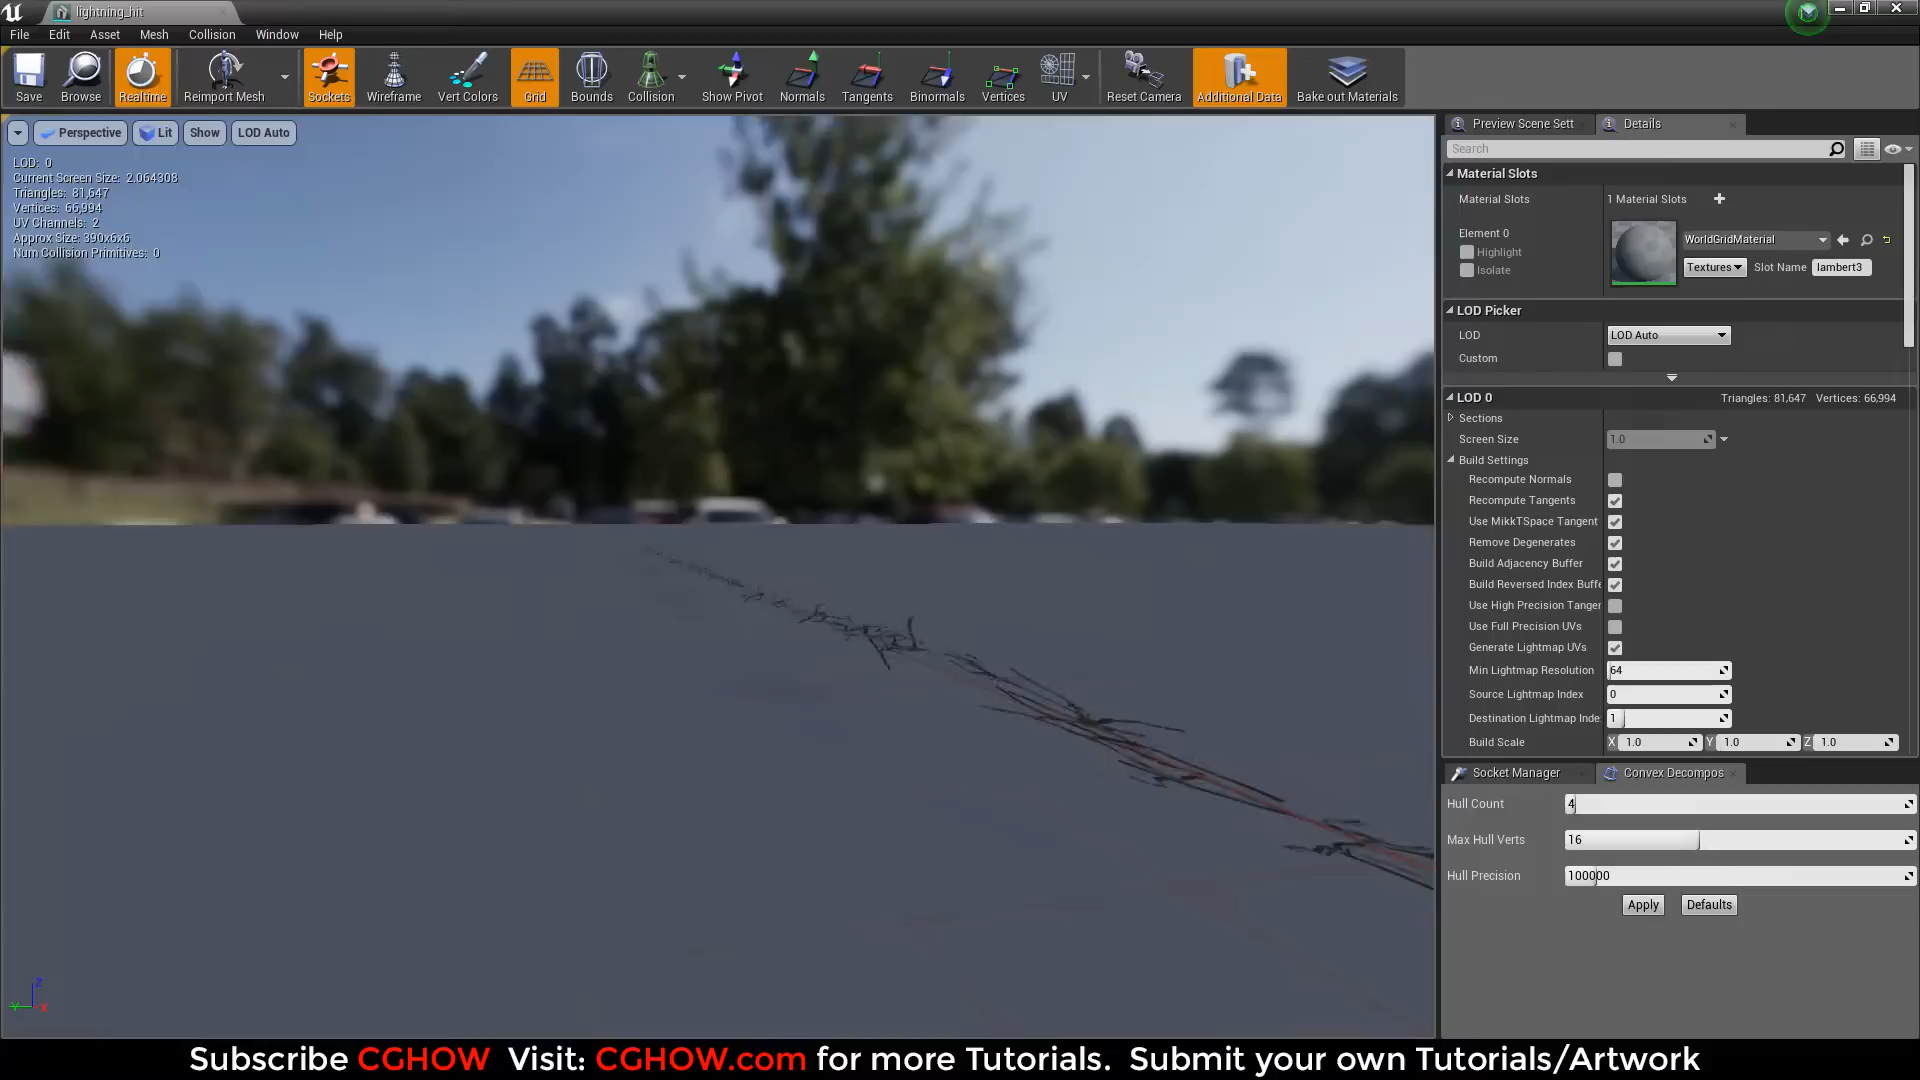 lightning_hit
File Edit Asset Mesh Collision Window Help
Save Browse Realtime Reimport Mesh Sockets Wireframe Vert Colors Grid Bounds Collision Show Pivot Normals Tangents Binormals Vertices UV Reset Camera Additional Data Bake out Materials
Perspective Lit Show LOD Auto
LOD: 0
Current Screen Size: 2.064308
Triangles: 81,647
Vertices: 66,994
UV Channels: 2
Approx Size: 390x6x6
Num Collision Primitives: 0
Z
Y X
Preview Scene Sett Details
Search
Material Slots
Material Slots 1 Material Slots
Element 0
Highlight
Isolate
WorldGridMaterial
Textures Slot Name lambert3
LOD Picker
LOD LOD Auto
Custom
LOD 0 Triangles: 81,647 Vertices: 66,994
Sections
Screen Size 1.0
Build Settings
Recompute Normals
Recompute Tangents
Use MikkTSpace Tangent
Remove Degenerates
Build Adjacency Buffer
Build Reversed Index Buffe
Use High Precision Tanger
Use Full Precision UVs
Generate Lightmap UVs
Min Lightmap Resolution 64
Source Lightmap Index 0
Destination Lightmap Inde 1
Build Scale X 1.0 Y 1.0 Z 1.0
Socket Manager Convex Decompos
Hull Count 4
Max Hull Verts 16
Hull Precision 100000
Apply Defaults
Subscribe CGHOW Visit: CGHOW.com for more Tutorials. Submit your own Tutorials/Artwork